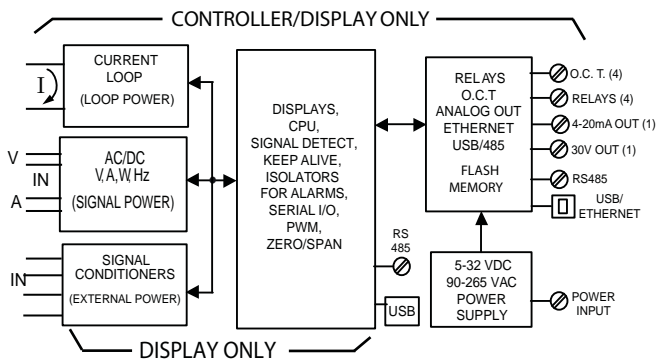 CONTROLLER/DISPLAY ONLY
CURRENT
LOOP
(LOOP POWER)
I
V
IN
A
AC/DC
V,A,W,Hz
(SIGNAL POWER)
IN
SIGNAL
CONDITIONERS
(EXTERNAL POWER)
DISPLAYS,
CPU,
SIGNAL DETECT,
KEEP ALIVE,
ISOLATORS
FOR ALARMS,
SERIAL I/O,
PWM,
ZERO/SPAN
RS
485
USB
RELAYS
O.C.T
ANALOG OUT
ETHERNET
USB/485
FLASH
MEMORY
O.C. T. (4)
RELAYS (4)
4-20mA OUT (1)
30V OUT (1)
RS485
USB/
ETHERNET
5-32 VDC
90-265 VAC
POWER
SUPPLY
POWER
INPUT
DISPLAY ONLY